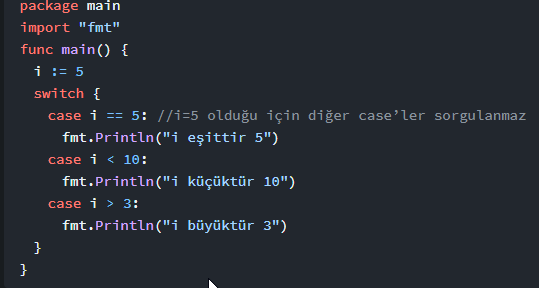 package main
import "fmt"
func main() {
i := 5
switch {
case i == 5: //i=5 olduğu için diğer case’ler sorgulanmaz
fmt.Println("i eşittir 5")
case i < 10:
fmt.Println("i küçüktür 10")
case i > 3:
fmt.Println("i büyüktür 3")
}
}